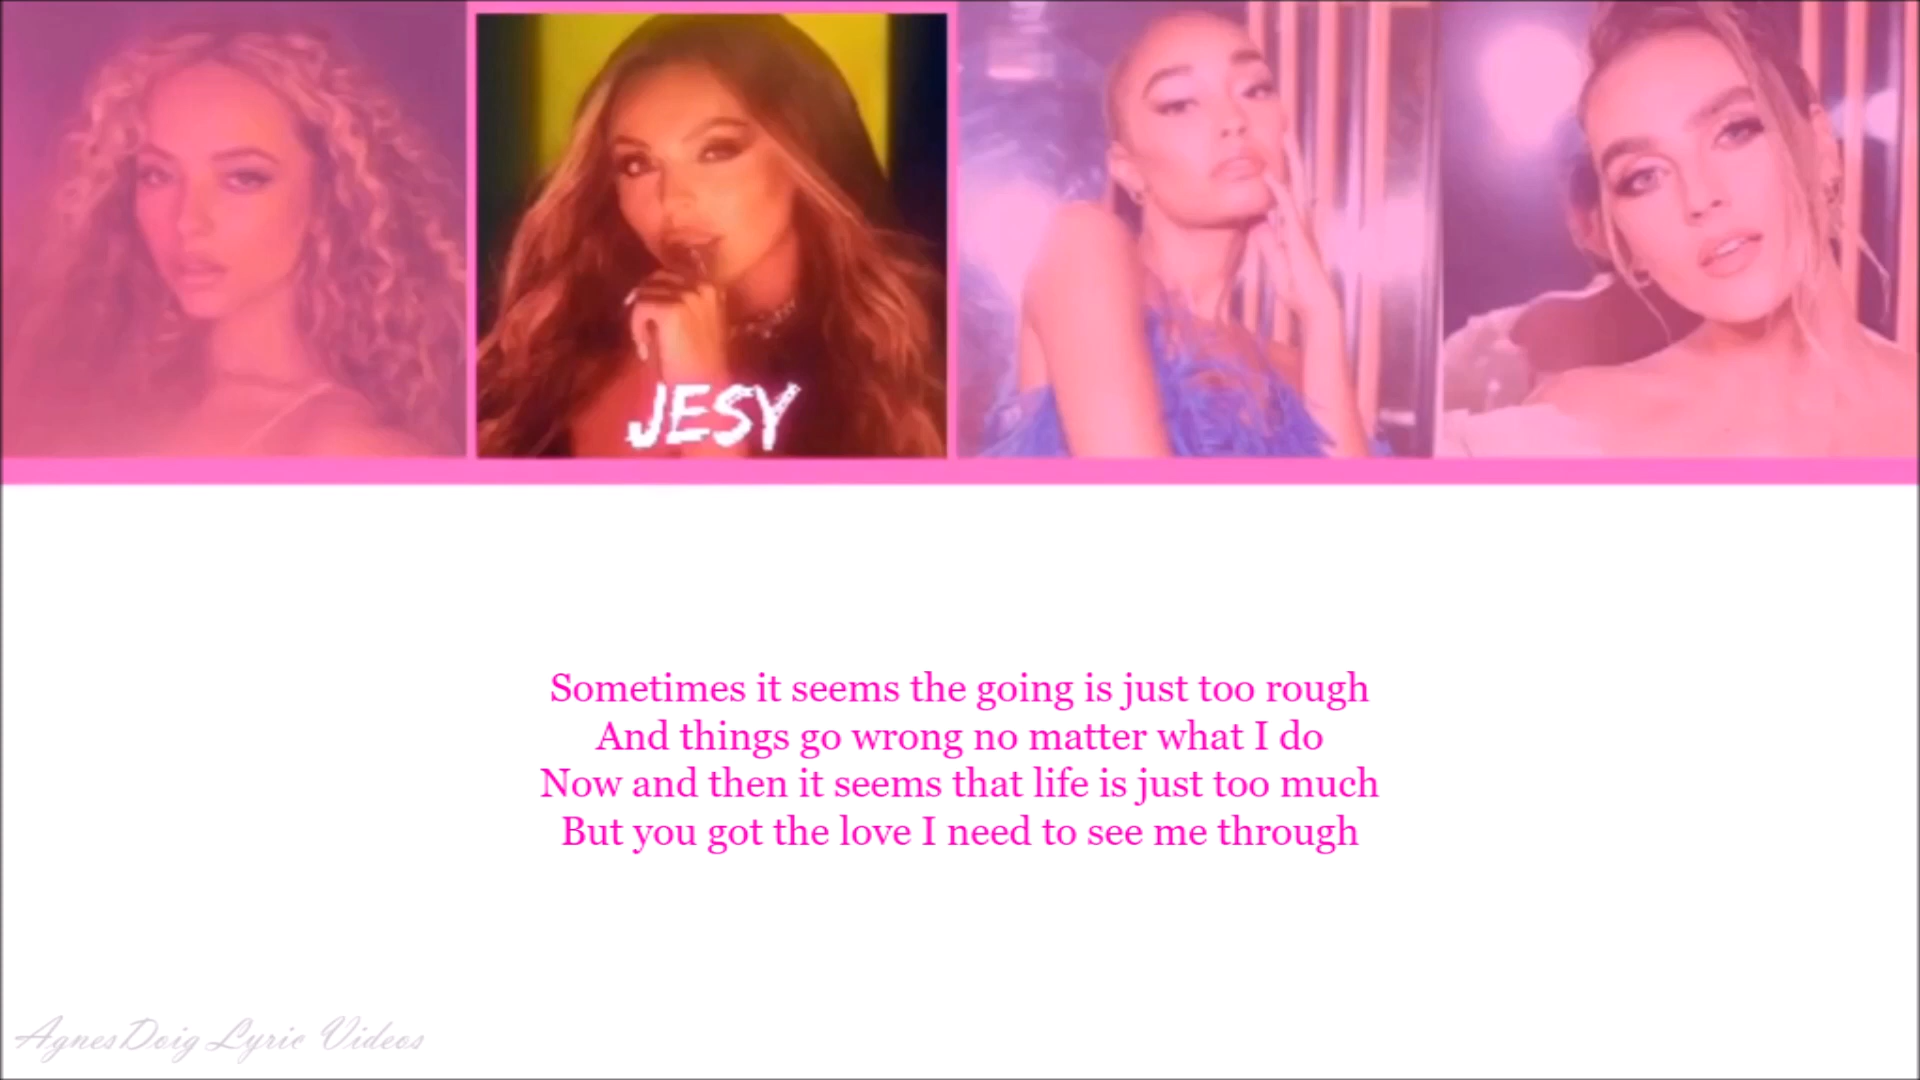 JESY
Sometimes it seems the going is just too rough
And things go wrong no matter what I do
Now and then it seems that life is just too much
But you got the love I need to see me through
AgnesDoig Lyric Videos